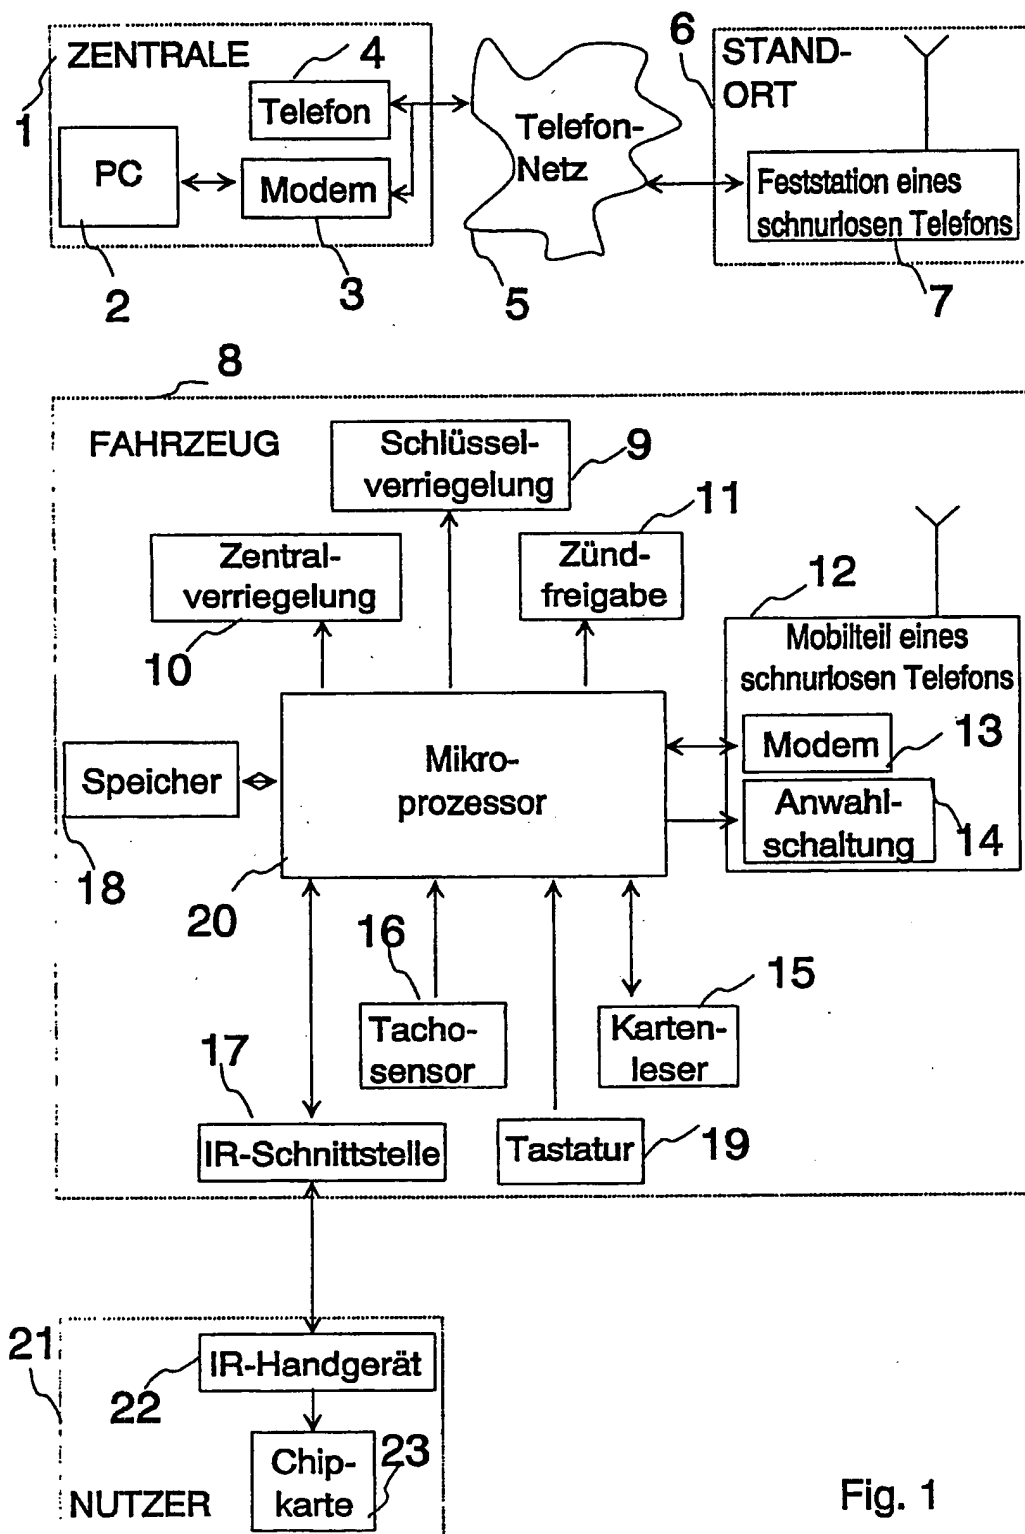 ZENTRALE
4
Telefon
1
PC
Modem
2
3
Telefon-
Netz
5
6
STAND-
ORT
Feststation eines
schnurlosen Telefons
7
8
FAHRZEUG
Schlüssel-
verriegelung
9
Zentral-
verriegelung
10
11
Zünd-
freigabe
12
Mobilteil eines
schnurlosen Telefons
Modem
13
Anwahl-
schaltung
14
Speicher
18
Mikro-
prozessor
20
16
Tacho-
sensor
15
Karten-
leser
17
IR-Schnittstelle
Tastatur
19
21
IR-Handgerät
22
Chip-
karte
23
NUTZER
Fig. 1